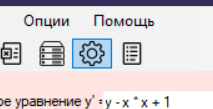 Опции Помощь
ое уравнение y' = y - x * x + 1